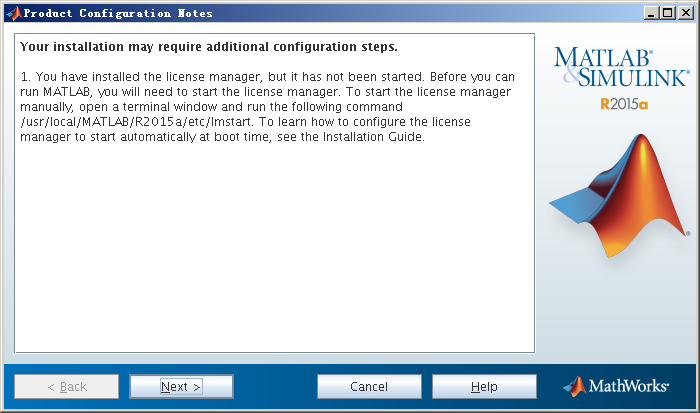 Product Configuration Notes
Your installation may require additional configuration steps.
1. You have installed the license manager, but it has not been started. Before you can
run MATLAB, you will need to start the license manager. To start the license manager
manually, open a terminal window and run the following command
/usr/local/MATLAB/R2015a/etc/lmstart. To learn how to configure the license
manager to start automatically at boot time, see the Installation Guide.
MATLAB®
&SIMULINK®
R2015a
®
< Back
Next >
Cancel
Help
MathWorks®